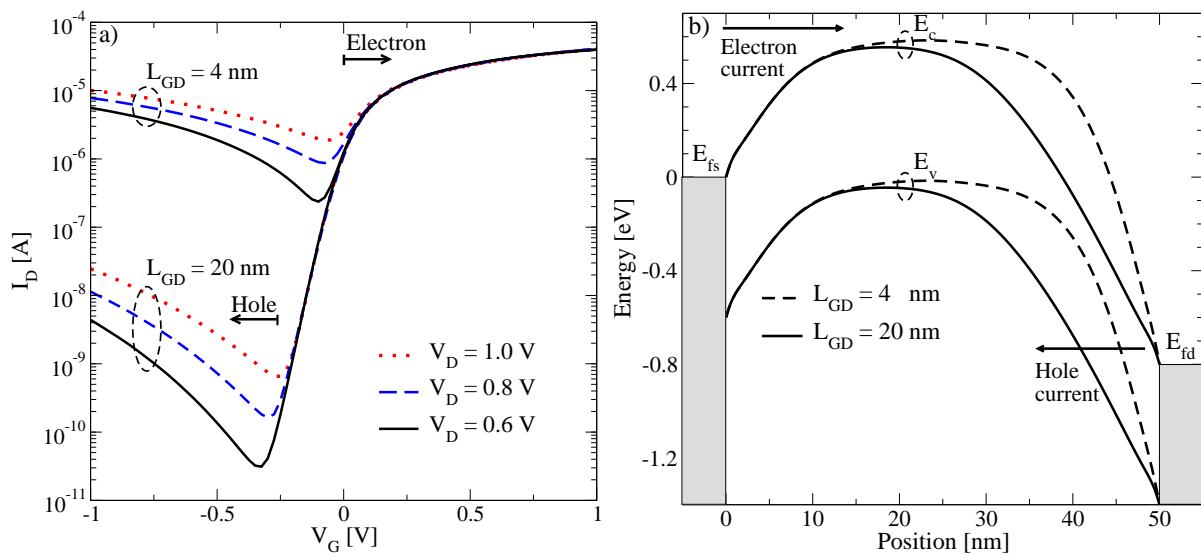 a)
10^-4
10^-5
10^-6
10^-7
10^-8
10^-9
10^-10
10^-11
I_D [A]
Electron
L_GD = 4 nm
L_GD = 20 nm
Hole
V_D = 1.0 V
V_D = 0.8 V
V_D = 0.6 V
-1
-0.5
0
0.5
1
V_G [V]
b)
Electron
current
E_c
E_fs
E_v
0.4
0
-0.4
-0.8
-1.2
Energy [eV]
L_GD = 4 nm
L_GD = 20 nm
E_fd
Hole
current
0
10
20
30
40
50
Position [nm]